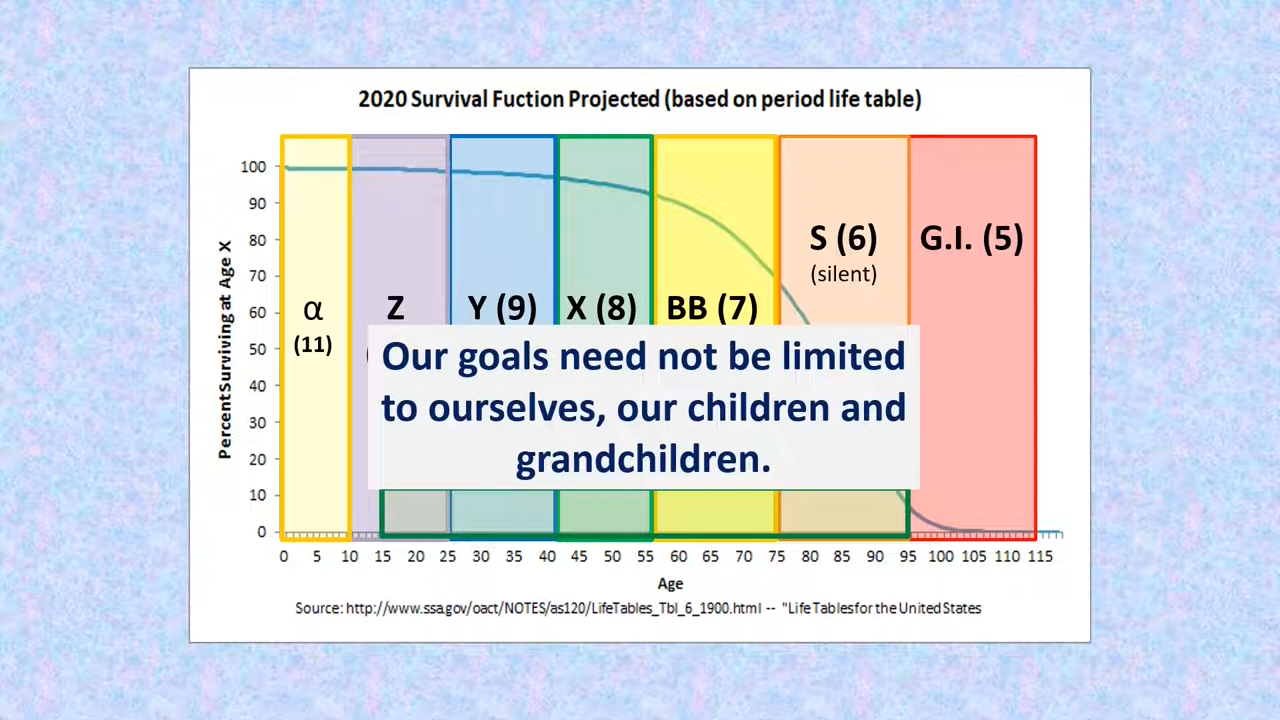 2020 Survival Fuction Projected (based on period life table)
Percent Surviving at Age X
100
90
80
70
60
50
40
30
20
10
0
α
(11)
Z
Y (9)
X (8)
BB (7)
S (6)
(silent)
G.I. (5)
Our goals need not be limited
to ourselves, our children and
grandchildren.
0 5 10 15 20 25 30 35 40 45 50 55 60 65 70 75 80 85 90 95 100 105 110 115
Age
Source: http://www.ssa.gov/oact/NOTES/as120/LifeTables_Tbl_6_1900.html -- "Life Tables for the United States